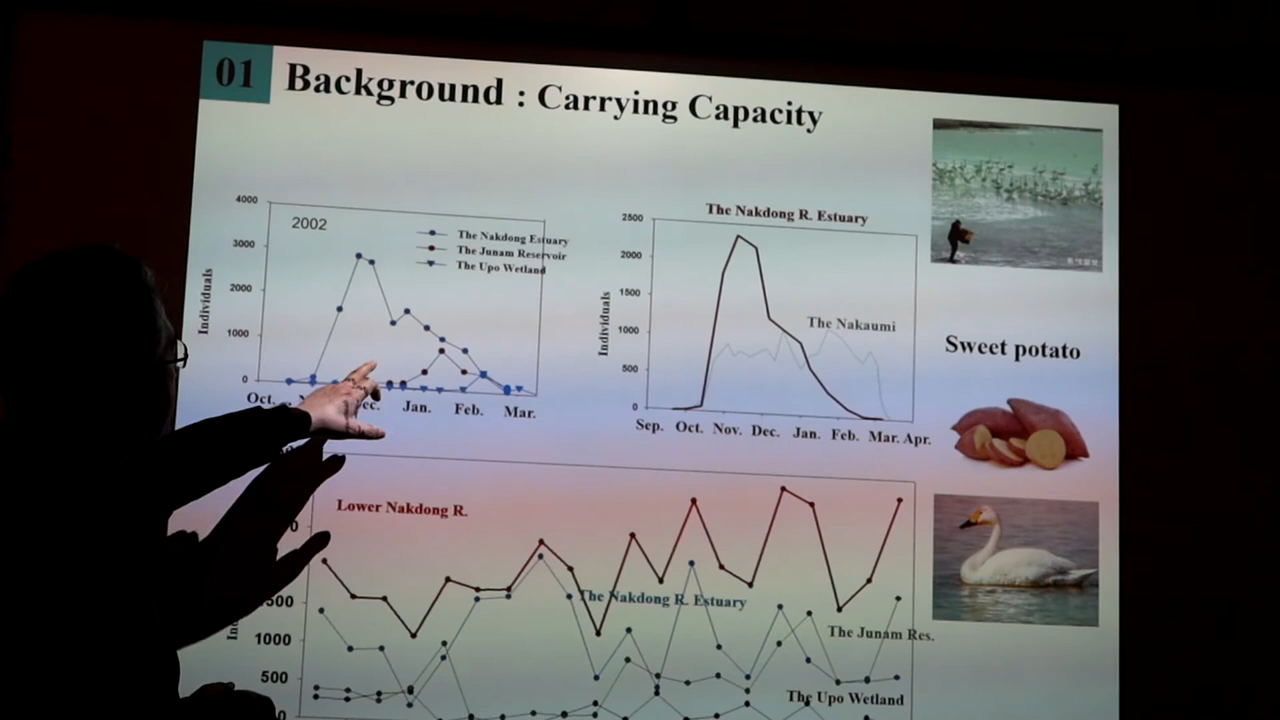 01 Background : Carrying Capacity
4000
3000
2000
1000
0
Individuals
2002
The Nakdong Estuary
The Junam Reservoir
The Upo Wetland
Oct.
Jan.
Feb.
Mar.
The Nakdong R. Estuary
2500
2000
1500
1000
500
0
Individuals
The Nakaumi
Sep. Oct. Nov. Dec. Jan. Feb. Mar. Apr.
Sweet potato
Lower Nakdong R.
The Nakdong R. Estuary
The Junam Res.
The Upo Wetland
1000
500